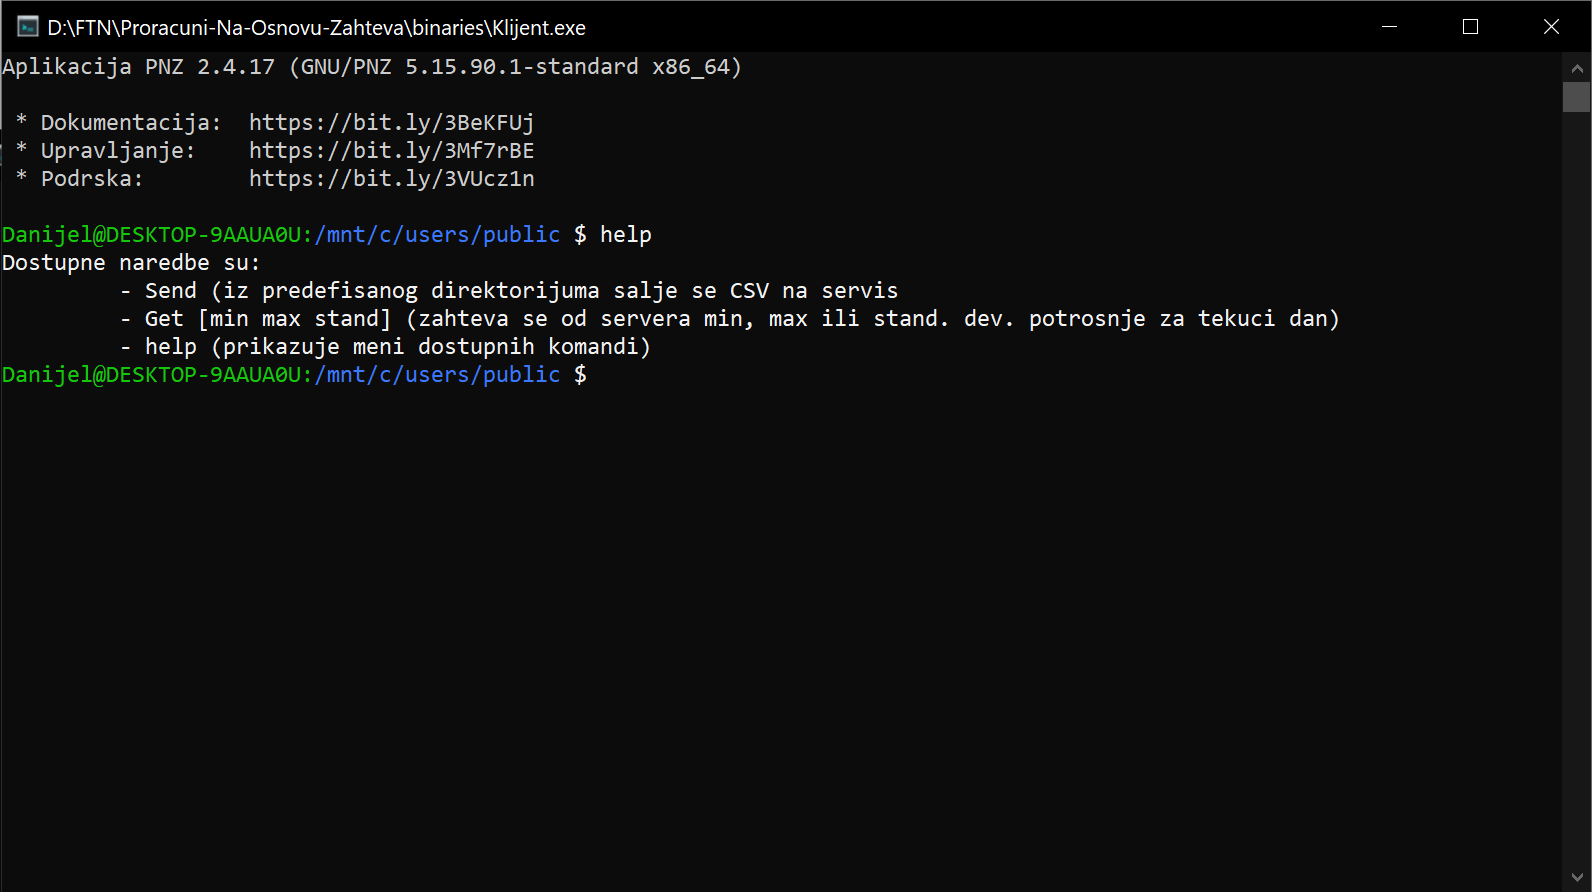 D:\FTN\Proracuni-Na-Osnovu-Zahteva\binaries\Klijent.exe
Aplikacija PNZ 2.4.17 (GNU/PNZ 5.15.90.1-standard x86_64)
* Dokumentacija:  https://bit.ly/3BeKFUj
* Upravljanje:    https://bit.ly/3Mf7rBE
* Podrska:        https://bit.ly/3VUcz1n
Danijel@DESKTOP-9AAUA0U:/mnt/c/users/public $ help
Dostupne naredbe su:
- Send (iz predefisanog direktorijuma salje se CSV na servis
- Get [min max stand] (zahteva se od servera min, max ili stand. dev. potrosnje za tekuci dan)
- help (prikazuje meni dostupnih komandi)
Danijel@DESKTOP-9AAUA0U:/mnt/c/users/public $